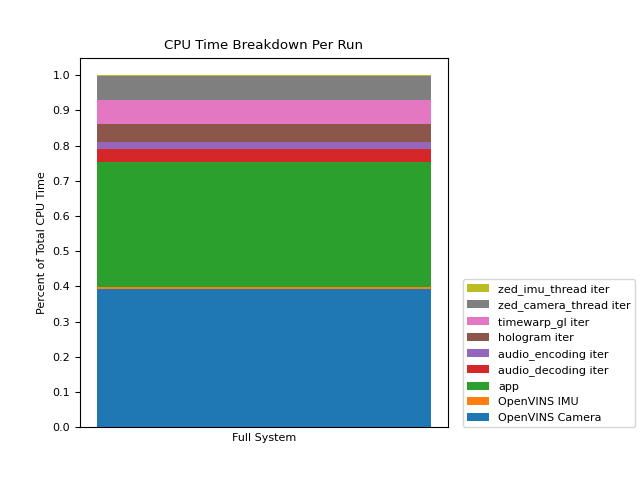 CPU Time Breakdown Per Run
1.0
0.9
0.8
0.7
0.6
0.5
0.4
0.3
0.2
0.1
0.0
Percent of Total CPU Time
Full System
zed_imu_thread iter
zed_camera_thread iter
timewarp_gl iter
hologram iter
audio_encoding iter
audio_decoding iter
app
OpenVINS IMU
OpenVINS Camera